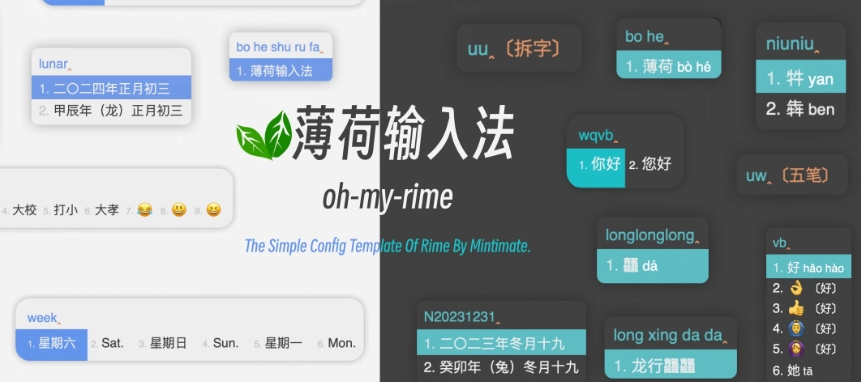 lunar
1. 二〇二四年正月初三
2. 甲辰年（龙）正月初三
bo he shu ru fa
1. 薄荷输入法
uu 〔拆字〕
bo he
1. 薄荷 bò hé
niuniu
1. 牪 yan
2. 犇 ben
薄荷输入法
oh-my-rime
The Simple Config Template Of Rime By Mintimate.
wqvb
1. 你好 2. 您好
uw 〔五笔〕
4. 大校 5. 打小 6. 大孝 7. 😂 8. 😃 9. 😆
longlonglong
1. 龘 dá
vb
1. 好 hǎo hào
2. 👌 〔好〕
3. 👍 〔好〕
4. 🙆‍♂️ 〔好〕
5. 🙆‍♀️ 〔好〕
6. 她 tā
week
1. 星期六 2. Sat. 3. 星期日 4. Sun. 5. 星期一 6. Mon.
N20231231
1. 二〇二三年冬月十九
2. 癸卯年（兔）冬月十九
long xing da da
1. 龙行龘龘